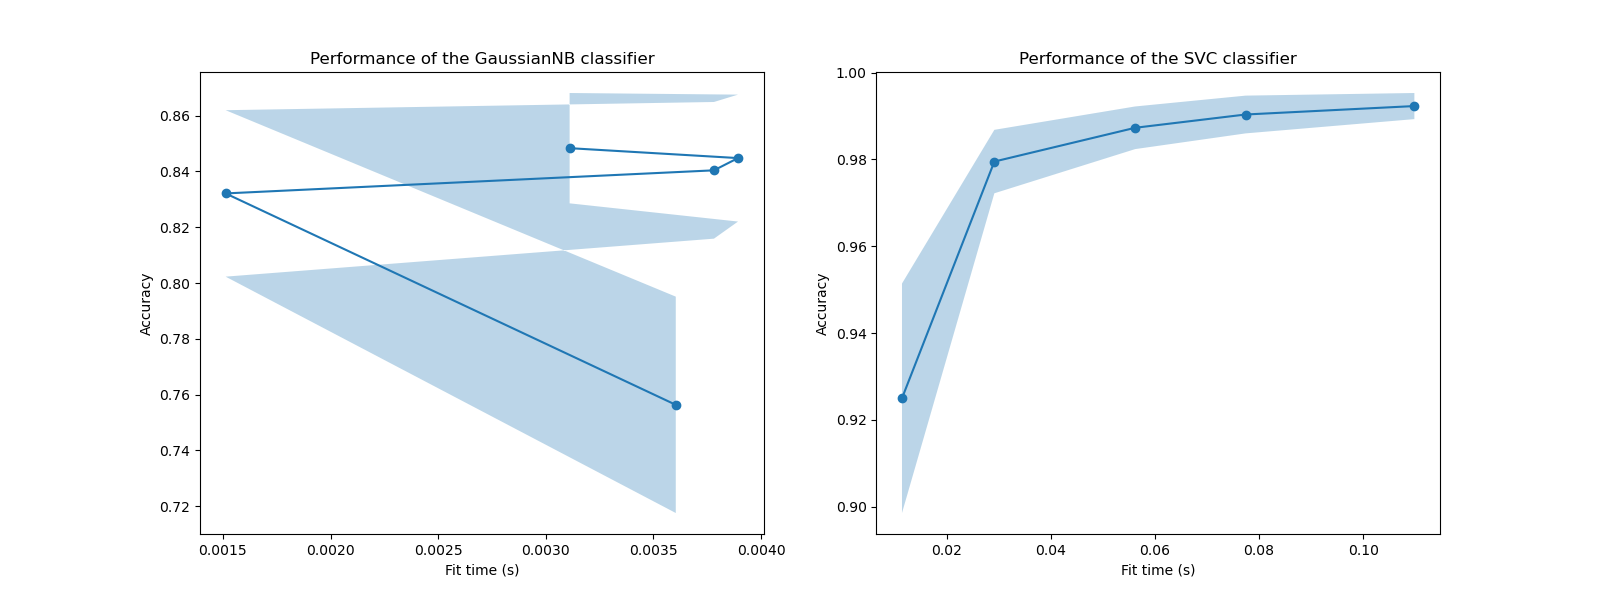 Performance of the GaussianNB classifier
Accuracy
0.86
0.84
0.82
0.80
0.78
0.76
0.74
0.72
0.0015 0.0020 0.0025 0.0030 0.0035 0.0040
Fit time (s)
Performance of the SVC classifier
Accuracy
1.00
0.98
0.96
0.94
0.92
0.90
0.02 0.04 0.06 0.08 0.10
Fit time (s)